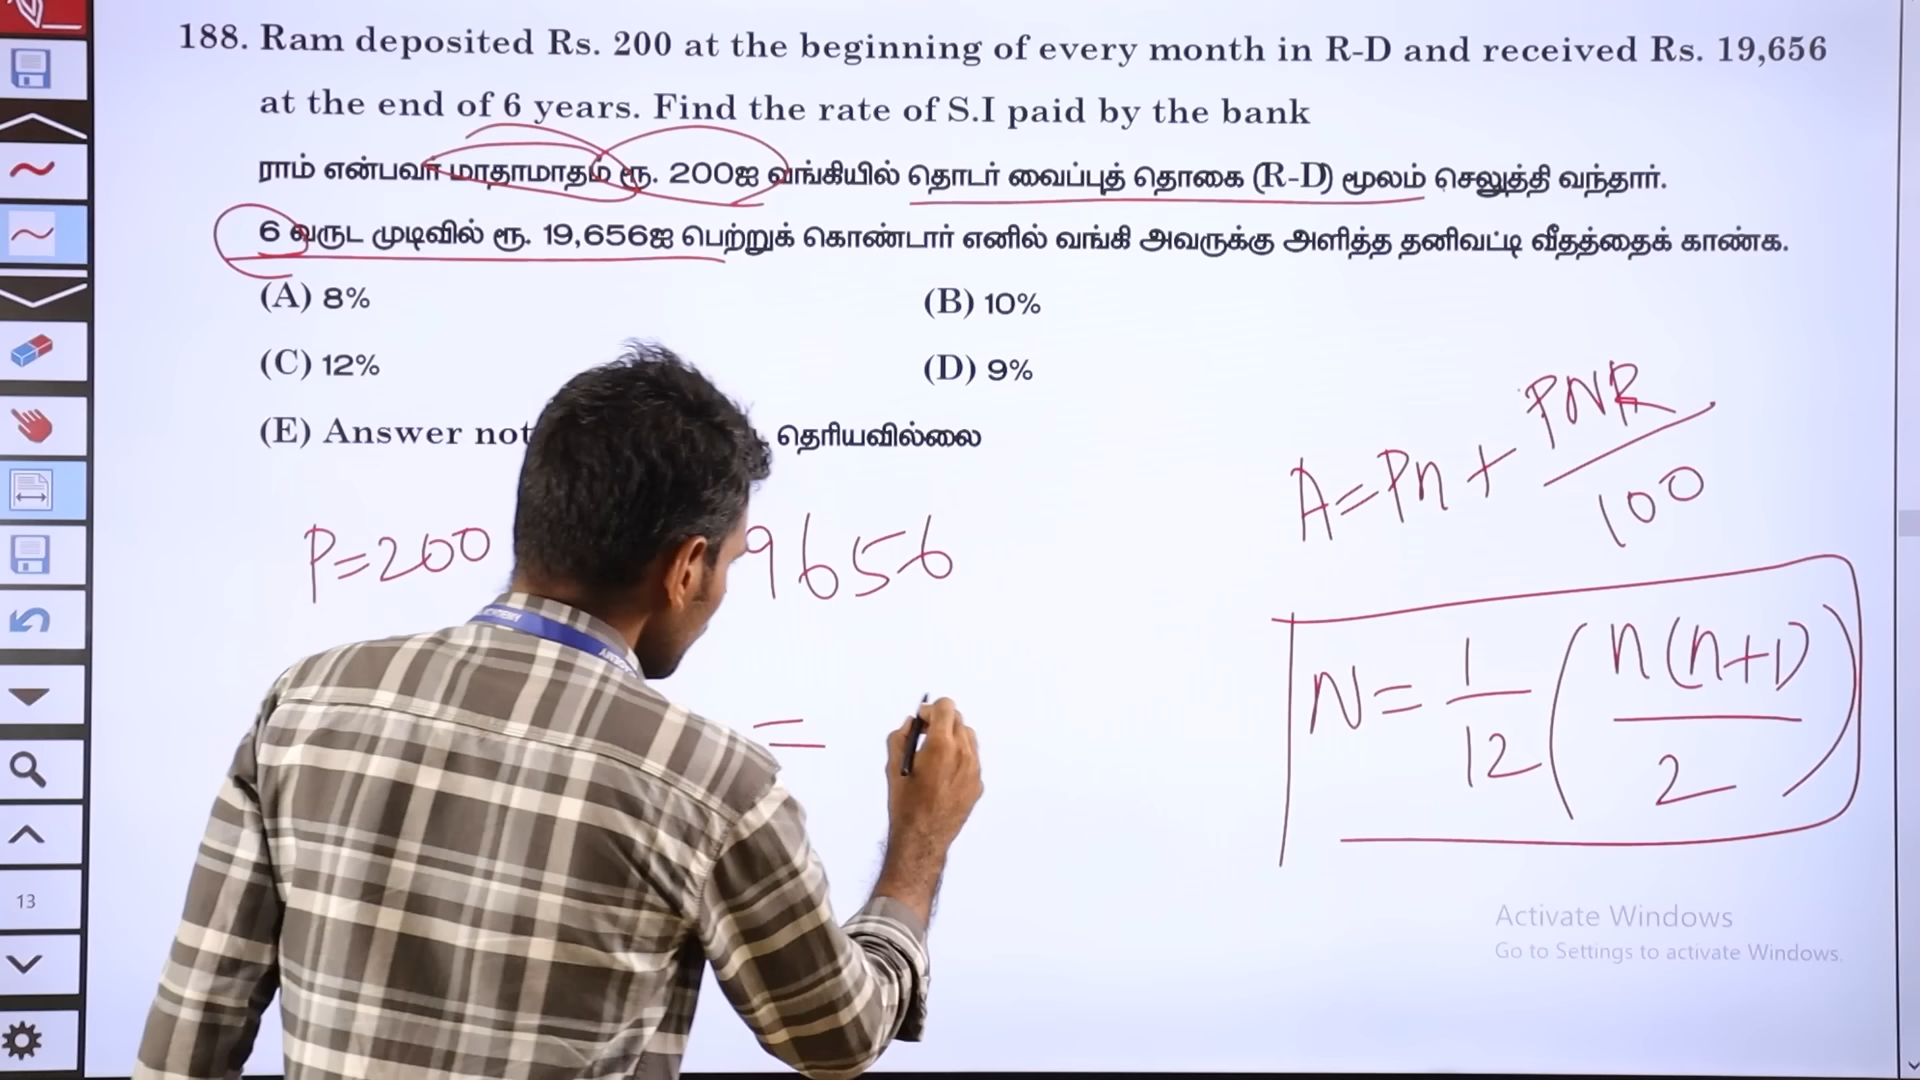 188. Ram deposited Rs. 200 at the beginning of every month in R-D and received Rs. 19,656
at the end of 6 years. Find the rate of S.I paid by the bank
ராம் என்பவர் மாதாமாதம் ரூ. 200ஐ வங்கியில் தொடர் வைப்புத் தொகை (R-D) மூலம் செலுத்தி வந்தார்.
6 வருட முடிவில் ரூ. 19,656ஐ பெற்றுக் கொண்டார் எனில் வங்கி அவருக்கு அளித்த தனிவட்டி வீதத்தைக் காண்க.
(A) 8%
(B) 10%
(C) 12%
(D) 9%
(E) Answer not தெரியவில்லை
A = Pn + PNR/100
P = 200 9656
N = 1/12 (n(n+1)/2)
=
13
Activate Windows
Go to Settings to activate Windows.